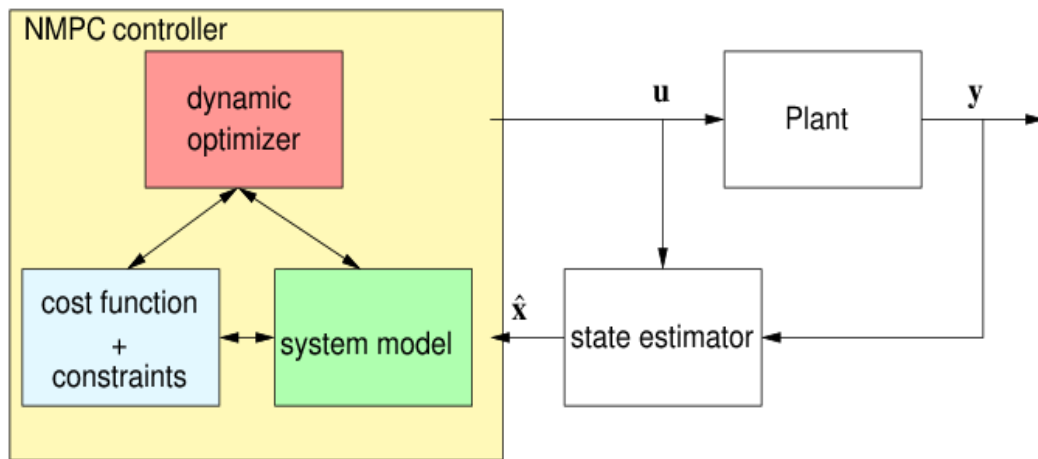 NMPC controller
dynamic
optimizer
u
Plant
y
cost function
+
constraints
system model
x̂
state estimator